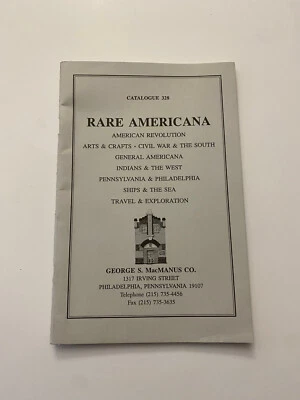 CATALOGUE 328
RARE AMERICANA
AMERICAN REVOLUTION
ARTS & CRAFTS • CIVIL WAR & THE SOUTH
GENERAL AMERICANA
INDIANS & THE WEST
PENNSYLVANIA & PHILADELPHIA
SHIPS & THE SEA
TRAVEL & EXPLORATION
GEORGE S. MacMANUS CO.
1317 IRVING STREET
PHILADELPHIA, PENNSYLVANIA 19107
Telephone (215) 735-4456
Fax (215) 735-3635